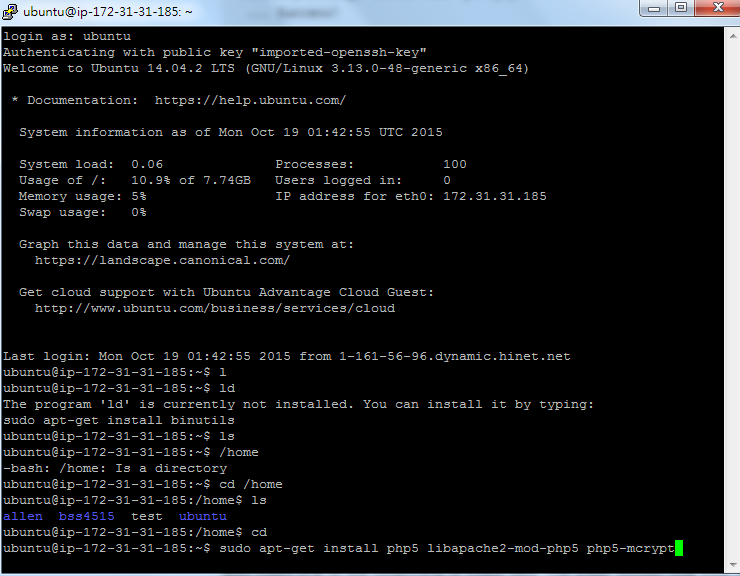 ubuntu@ip-172-31-31-185: ~
login as: ubuntu
Authenticating with public key "imported-openssh-key"
Welcome to Ubuntu 14.04.2 LTS (GNU/Linux 3.13.0-48-generic x86_64)
* Documentation:  https://help.ubuntu.com/
System information as of Mon Oct 19 01:42:55 UTC 2015
System load:  0.06              Processes:           100
Usage of /:   10.9% of 7.74GB   Users logged in:     0
Memory usage: 5%                IP address for eth0: 172.31.31.185
Swap usage:   0%
Graph this data and manage this system at:
https://landscape.canonical.com/
Get cloud support with Ubuntu Advantage Cloud Guest:
http://www.ubuntu.com/business/services/cloud
Last login: Mon Oct 19 01:42:55 2015 from 1-161-56-96.dynamic.hinet.net
ubuntu@ip-172-31-31-185:~$ l
ubuntu@ip-172-31-31-185:~$ ld
The program 'ld' is currently not installed. You can install it by typing:
sudo apt-get install binutils
ubuntu@ip-172-31-31-185:~$ ls
ubuntu@ip-172-31-31-185:~$ /home
-bash: /home: Is a directory
ubuntu@ip-172-31-31-185:~$ cd /home
ubuntu@ip-172-31-31-185:/home$ ls
allen  bss4515  test  ubuntu
ubuntu@ip-172-31-31-185:/home$ cd
ubuntu@ip-172-31-31-185:~$ sudo apt-get install php5 libapache2-mod-php5 php5-mcrypt